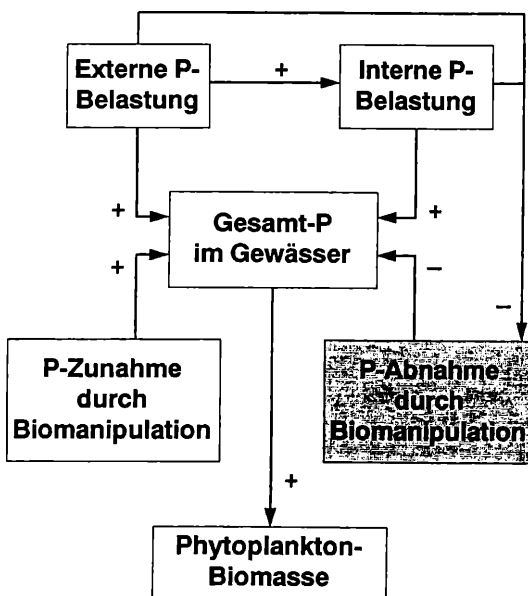 Externe P-
Belastung
+
Interne P-
Belastung
+
+
Gesamt-P
im Gewässer
+
–
–
P-Zunahme
durch
Biomanipulation
P-Abnahme
durch
Biomanipulation
+
Phytoplankton-
Biomasse